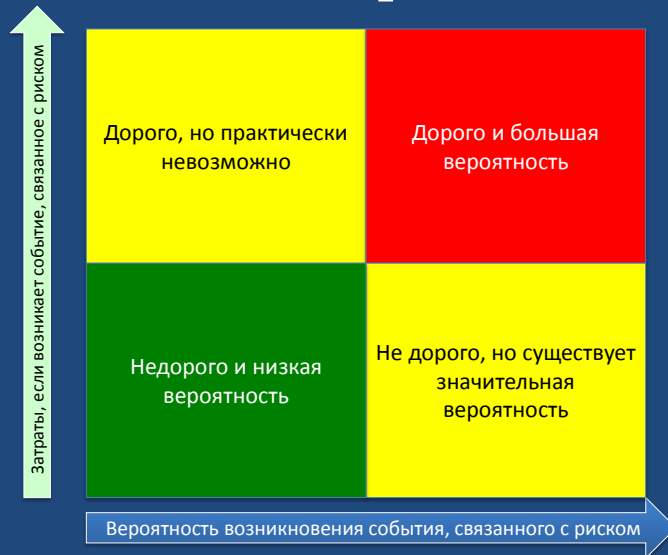 Затраты, если возникает событие, связанное с риском
Дорого, но практически
невозможно
Дорого и большая
вероятность
Недорого и низкая
вероятность
Не дорого, но существует
значительная
вероятность
Вероятность возникновения события, связанного с риском